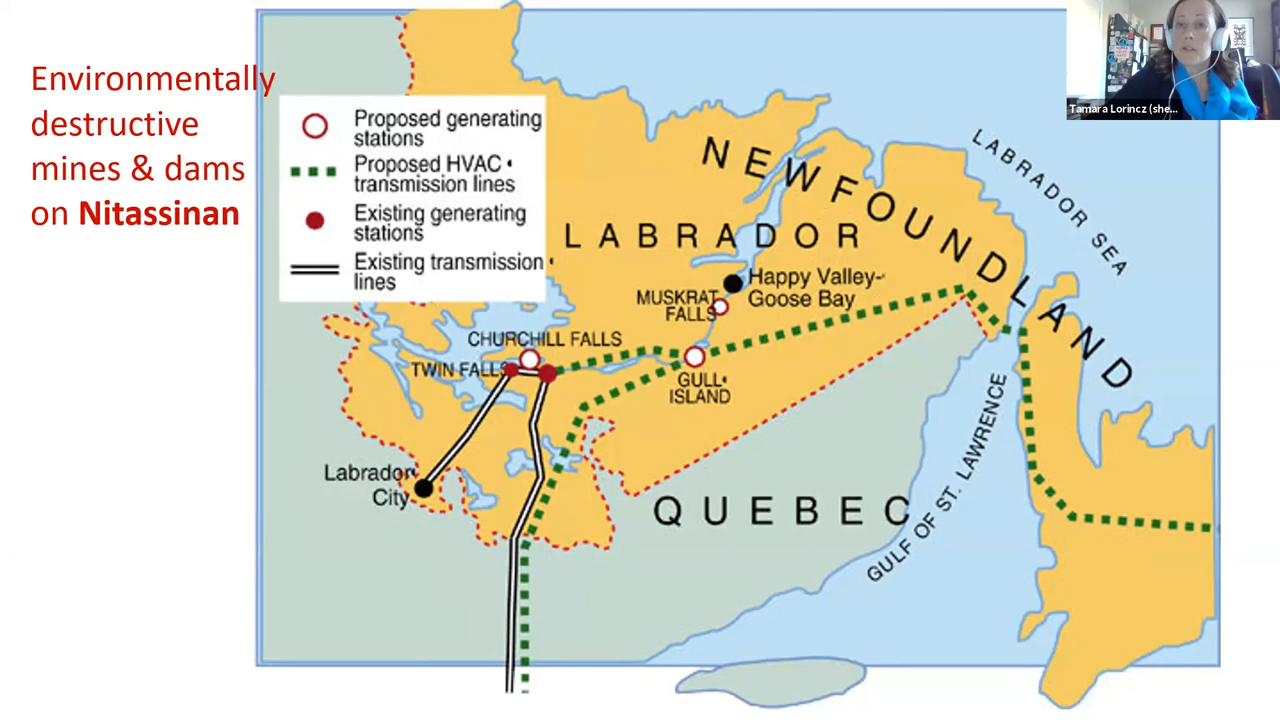 Environmentally
destructive
mines & dams
on Nitassinan
Proposed generating
stations
Proposed HVAC
transmission lines
Existing generating
stations
Existing transmission
lines
Tamara Lorincz (she...
NEWFOUNDLAND
LABRADOR SEA
LABRADOR
Happy Valley-
Goose Bay
MUSKRAT
FALLS
CHURCHILL FALLS
TWIN FALLS
GULL
ISLAND
Labrador
City
QUEBEC
GULF OF ST. LAWRENCE